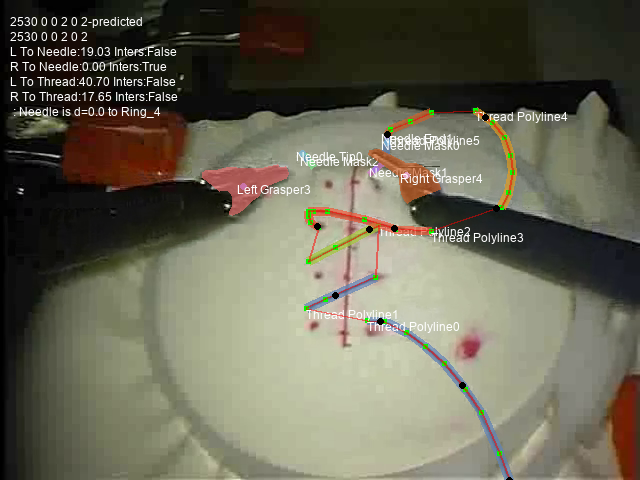 2530 0 0 2 0 2-predicted
2530 0 0 2 0 2
L To Needle:19.03 Inters:False
R To Needle:0.00 Inters:True
L To Thread:40.70 Inters:False
R To Thread:17.65 Inters:False
: Needle is d=0.0 to Ring_4
Thread Polyline4
Needle Mask0
Needle Tip0
Needle Mask2
Right Grasper4
Left Grasper3
Thread Polyline2
Thread Polyline3
Thread Polyline1
Thread Polyline0